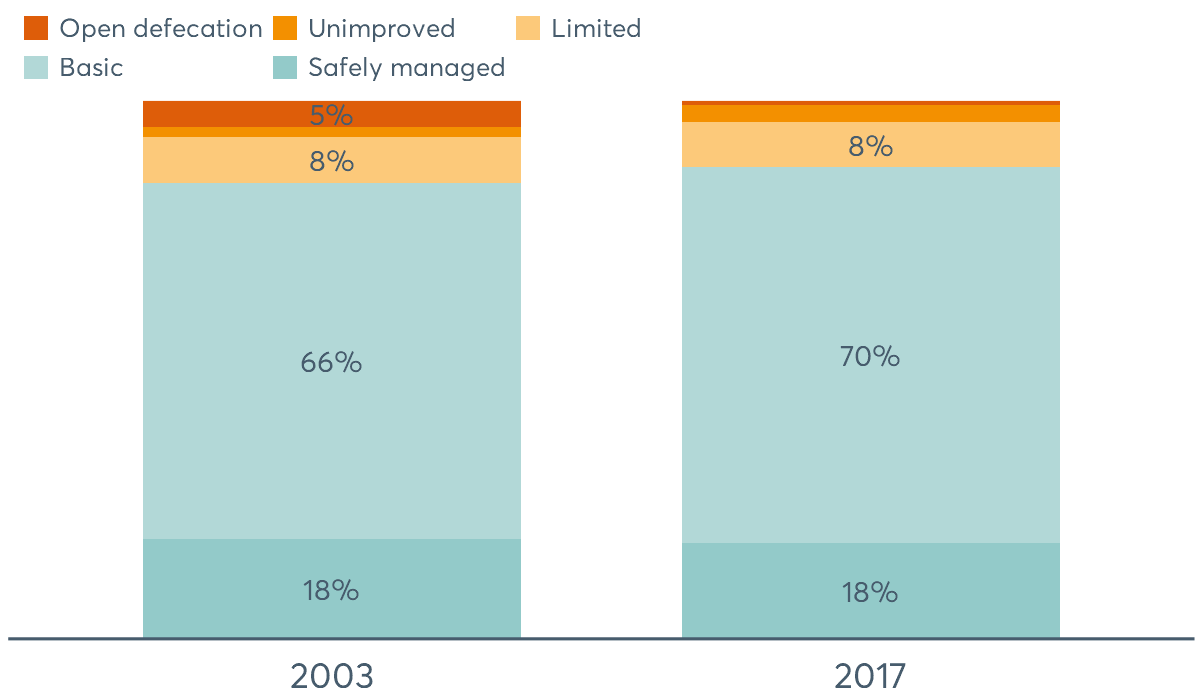 Open defecation Unimproved Limited
Basic Safely managed
5%
8% 8%
66% 70%
18% 18%
2003 2017